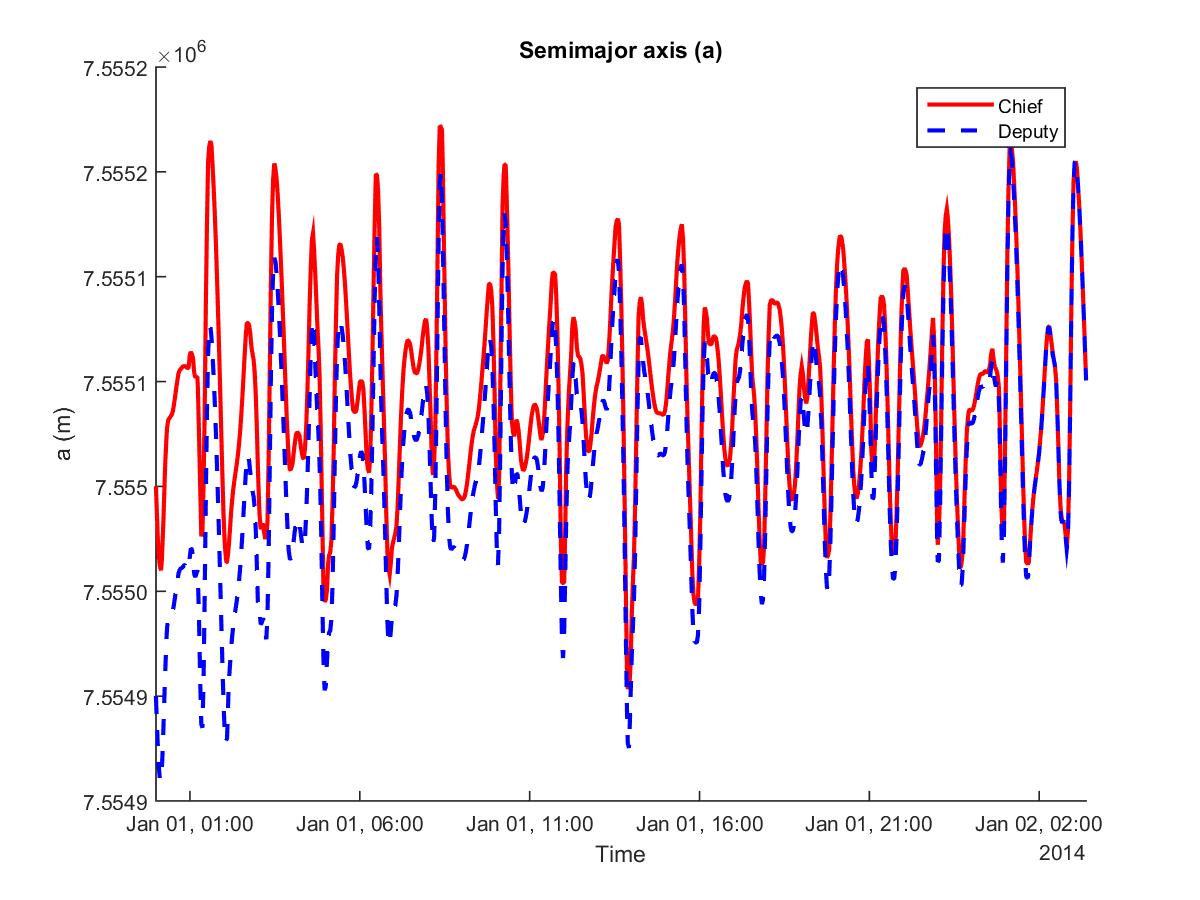 Semimajor axis (a)
×10^6
7.5552
7.5552
7.5551
7.5551
7.555
7.5550
7.5549
7.5549
a (m)
Chief
Deputy
Jan 01, 01:00 Jan 01, 06:00 Jan 01, 11:00 Jan 01, 16:00 Jan 01, 21:00 Jan 02, 02:00
Time
2014